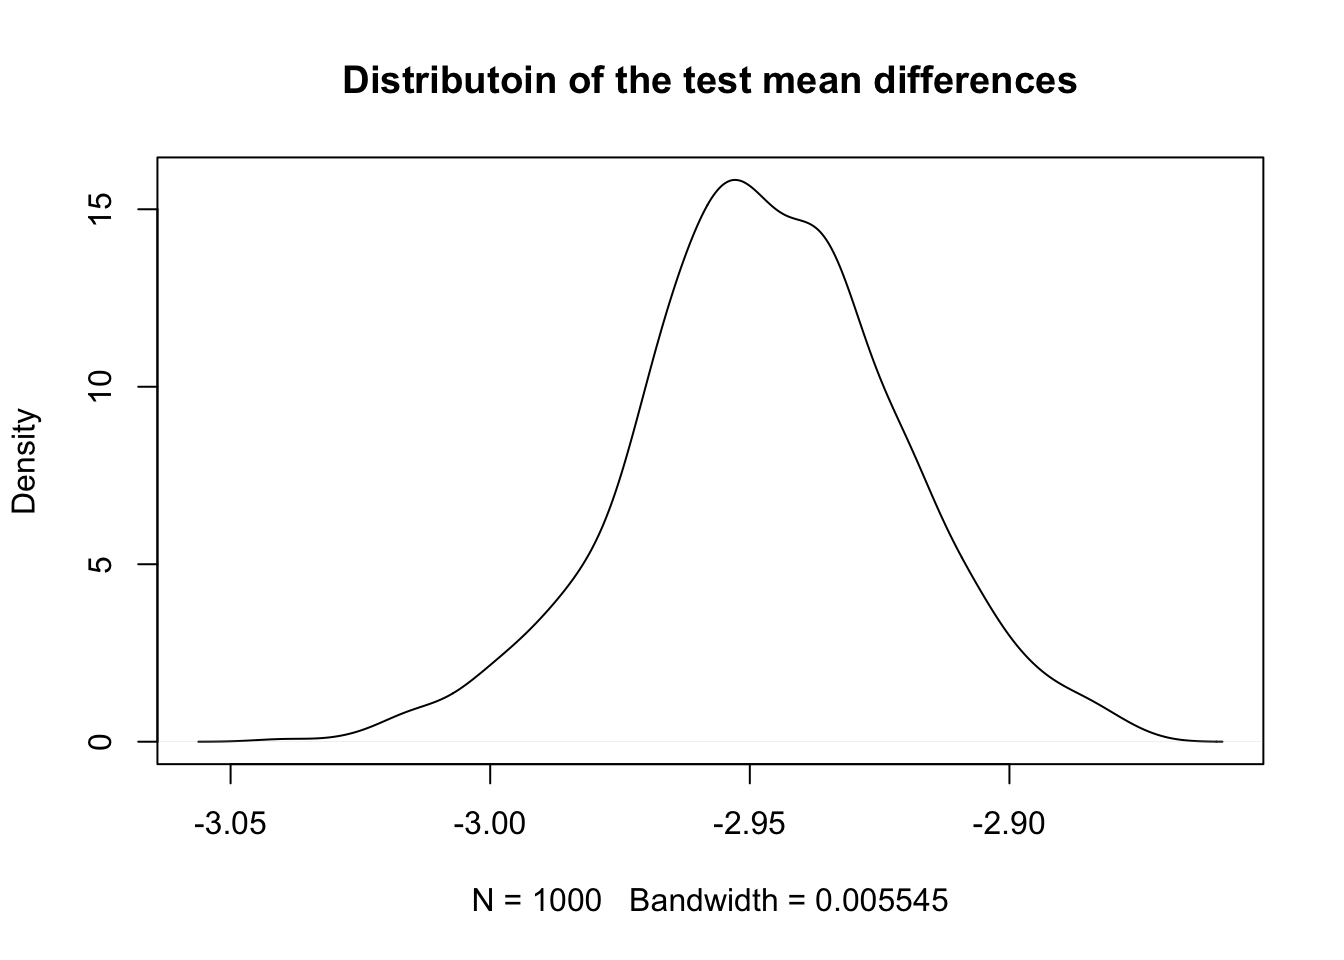 Distributoin of the test mean differences
Density
15
10
5
0
-3.05 -3.00 -2.95 -2.90
N = 1000 Bandwidth = 0.005545